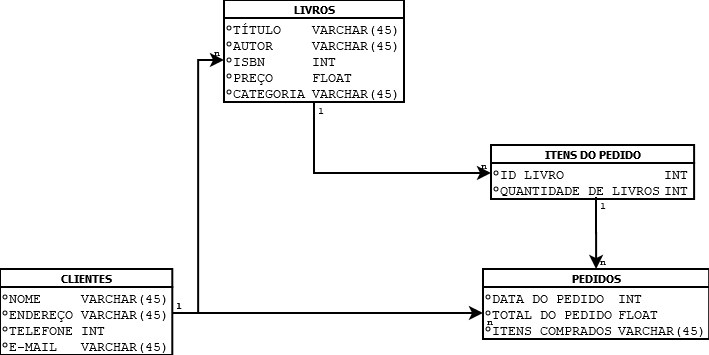 LIVROS
TÍTULO VARCHAR(45)
AUTOR VARCHAR(45)
ISBN INT
PREÇO FLOAT
CATEGORIA VARCHAR(45)
n
1
ITENS DO PEDIDO
n
ID LIVRO INT
QUANTIDADE DE LIVROS INT
1
n
CLIENTES
NOME VARCHAR(45)
ENDEREÇO VARCHAR(45)
TELEFONE INT
E-MAIL VARCHAR(45)
1
PEDIDOS
DATA DO PEDIDO INT
TOTAL DO PEDIDO FLOAT
n
ITENS COMPRADOS VARCHAR(45)